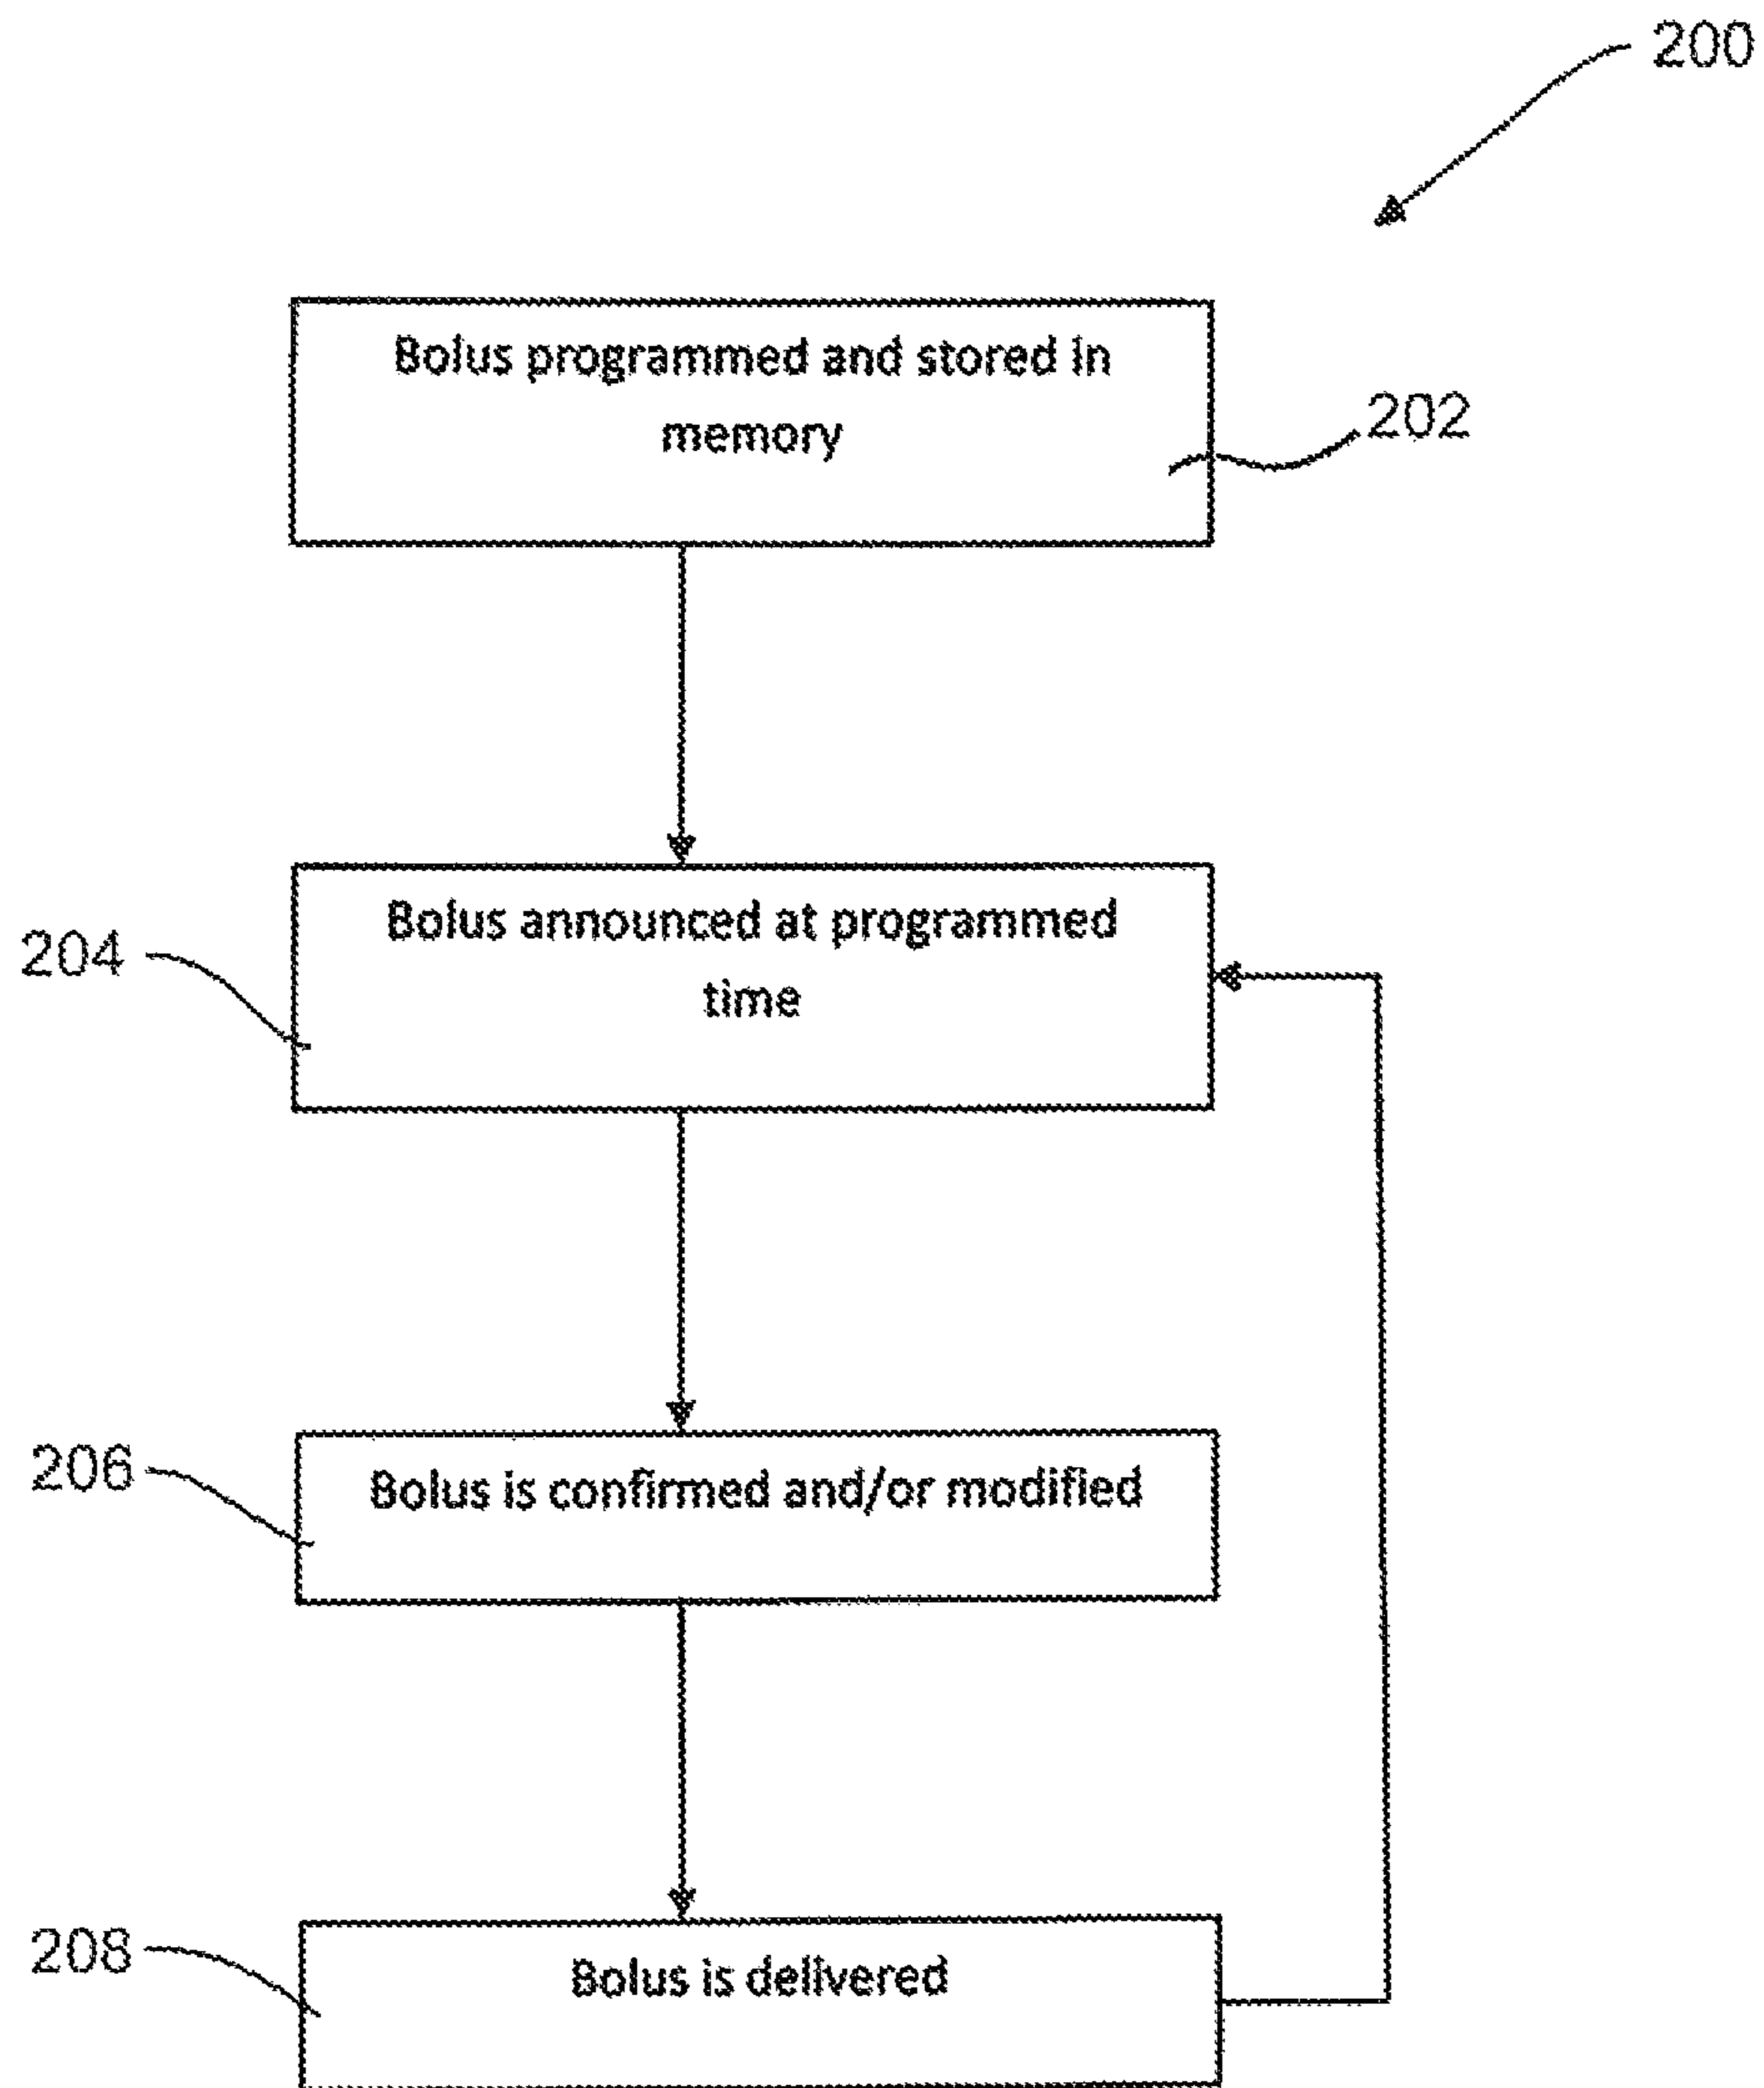 200
Bolus programmed and stored in
memory
202
Bolus announced at programmed
time
204
206
Bolus is confirmed and/or modified
208
Bolus is delivered